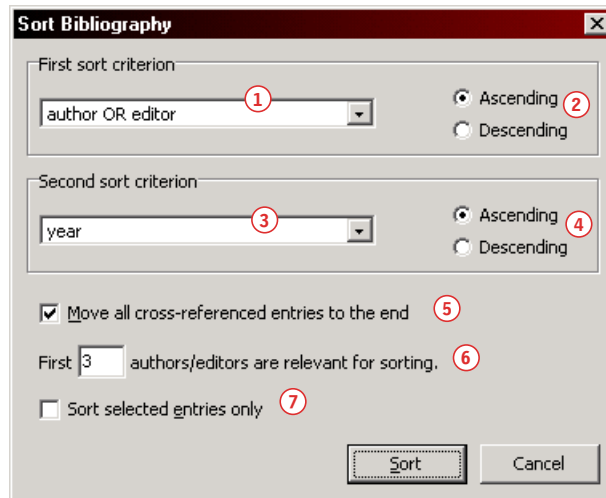 Sort Bibliography
First sort criterion
1
author OR editor
Ascending
2
Descending
Second sort criterion
3
year
Ascending
4
Descending
Move all cross-referenced entries to the end
5
First 3 authors/editors are relevant for sorting.
6
Sort selected entries only
7
Sort
Cancel